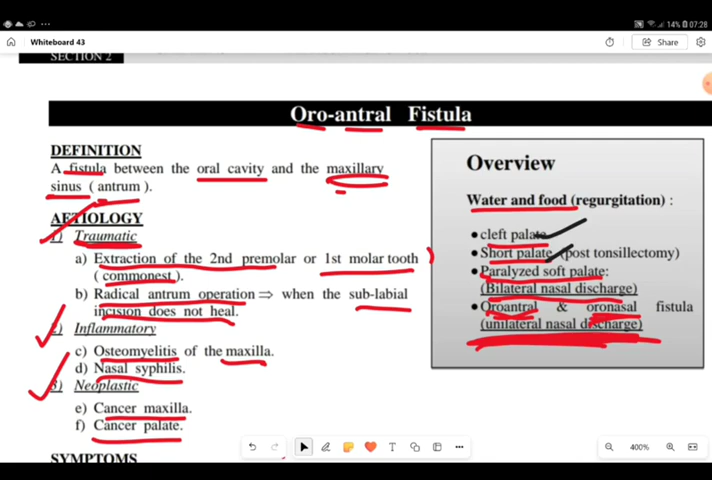 14% 07:28
Whiteboard 43
Share
SECTION 2
Oro-antral Fistula
DEFINITION
A fistula between the oral cavity and the maxillary
sinus ( antrum ).
AETIOLOGY
1) Traumatic
a) Extraction of the 2nd premolar or 1st molar tooth
( commonest ).
b) Radical antrum operation ⇒ when the sub-labial
incision does not heal.
2) Inflammatory
c) Osteomyelitis of the maxilla.
d) Nasal syphilis.
3) Neoplastic
e) Cancer maxilla.
f) Cancer palate.
SYMPTOMS
Overview
Water and food (regurgitation) :
• cleft palate
• Short palate (post tonsillectomy)
• Paralyzed soft palate:
(Bilateral nasal discharge)
• Oroantral & oronasal fistula
(unilateral nasal discharge)
T
400%